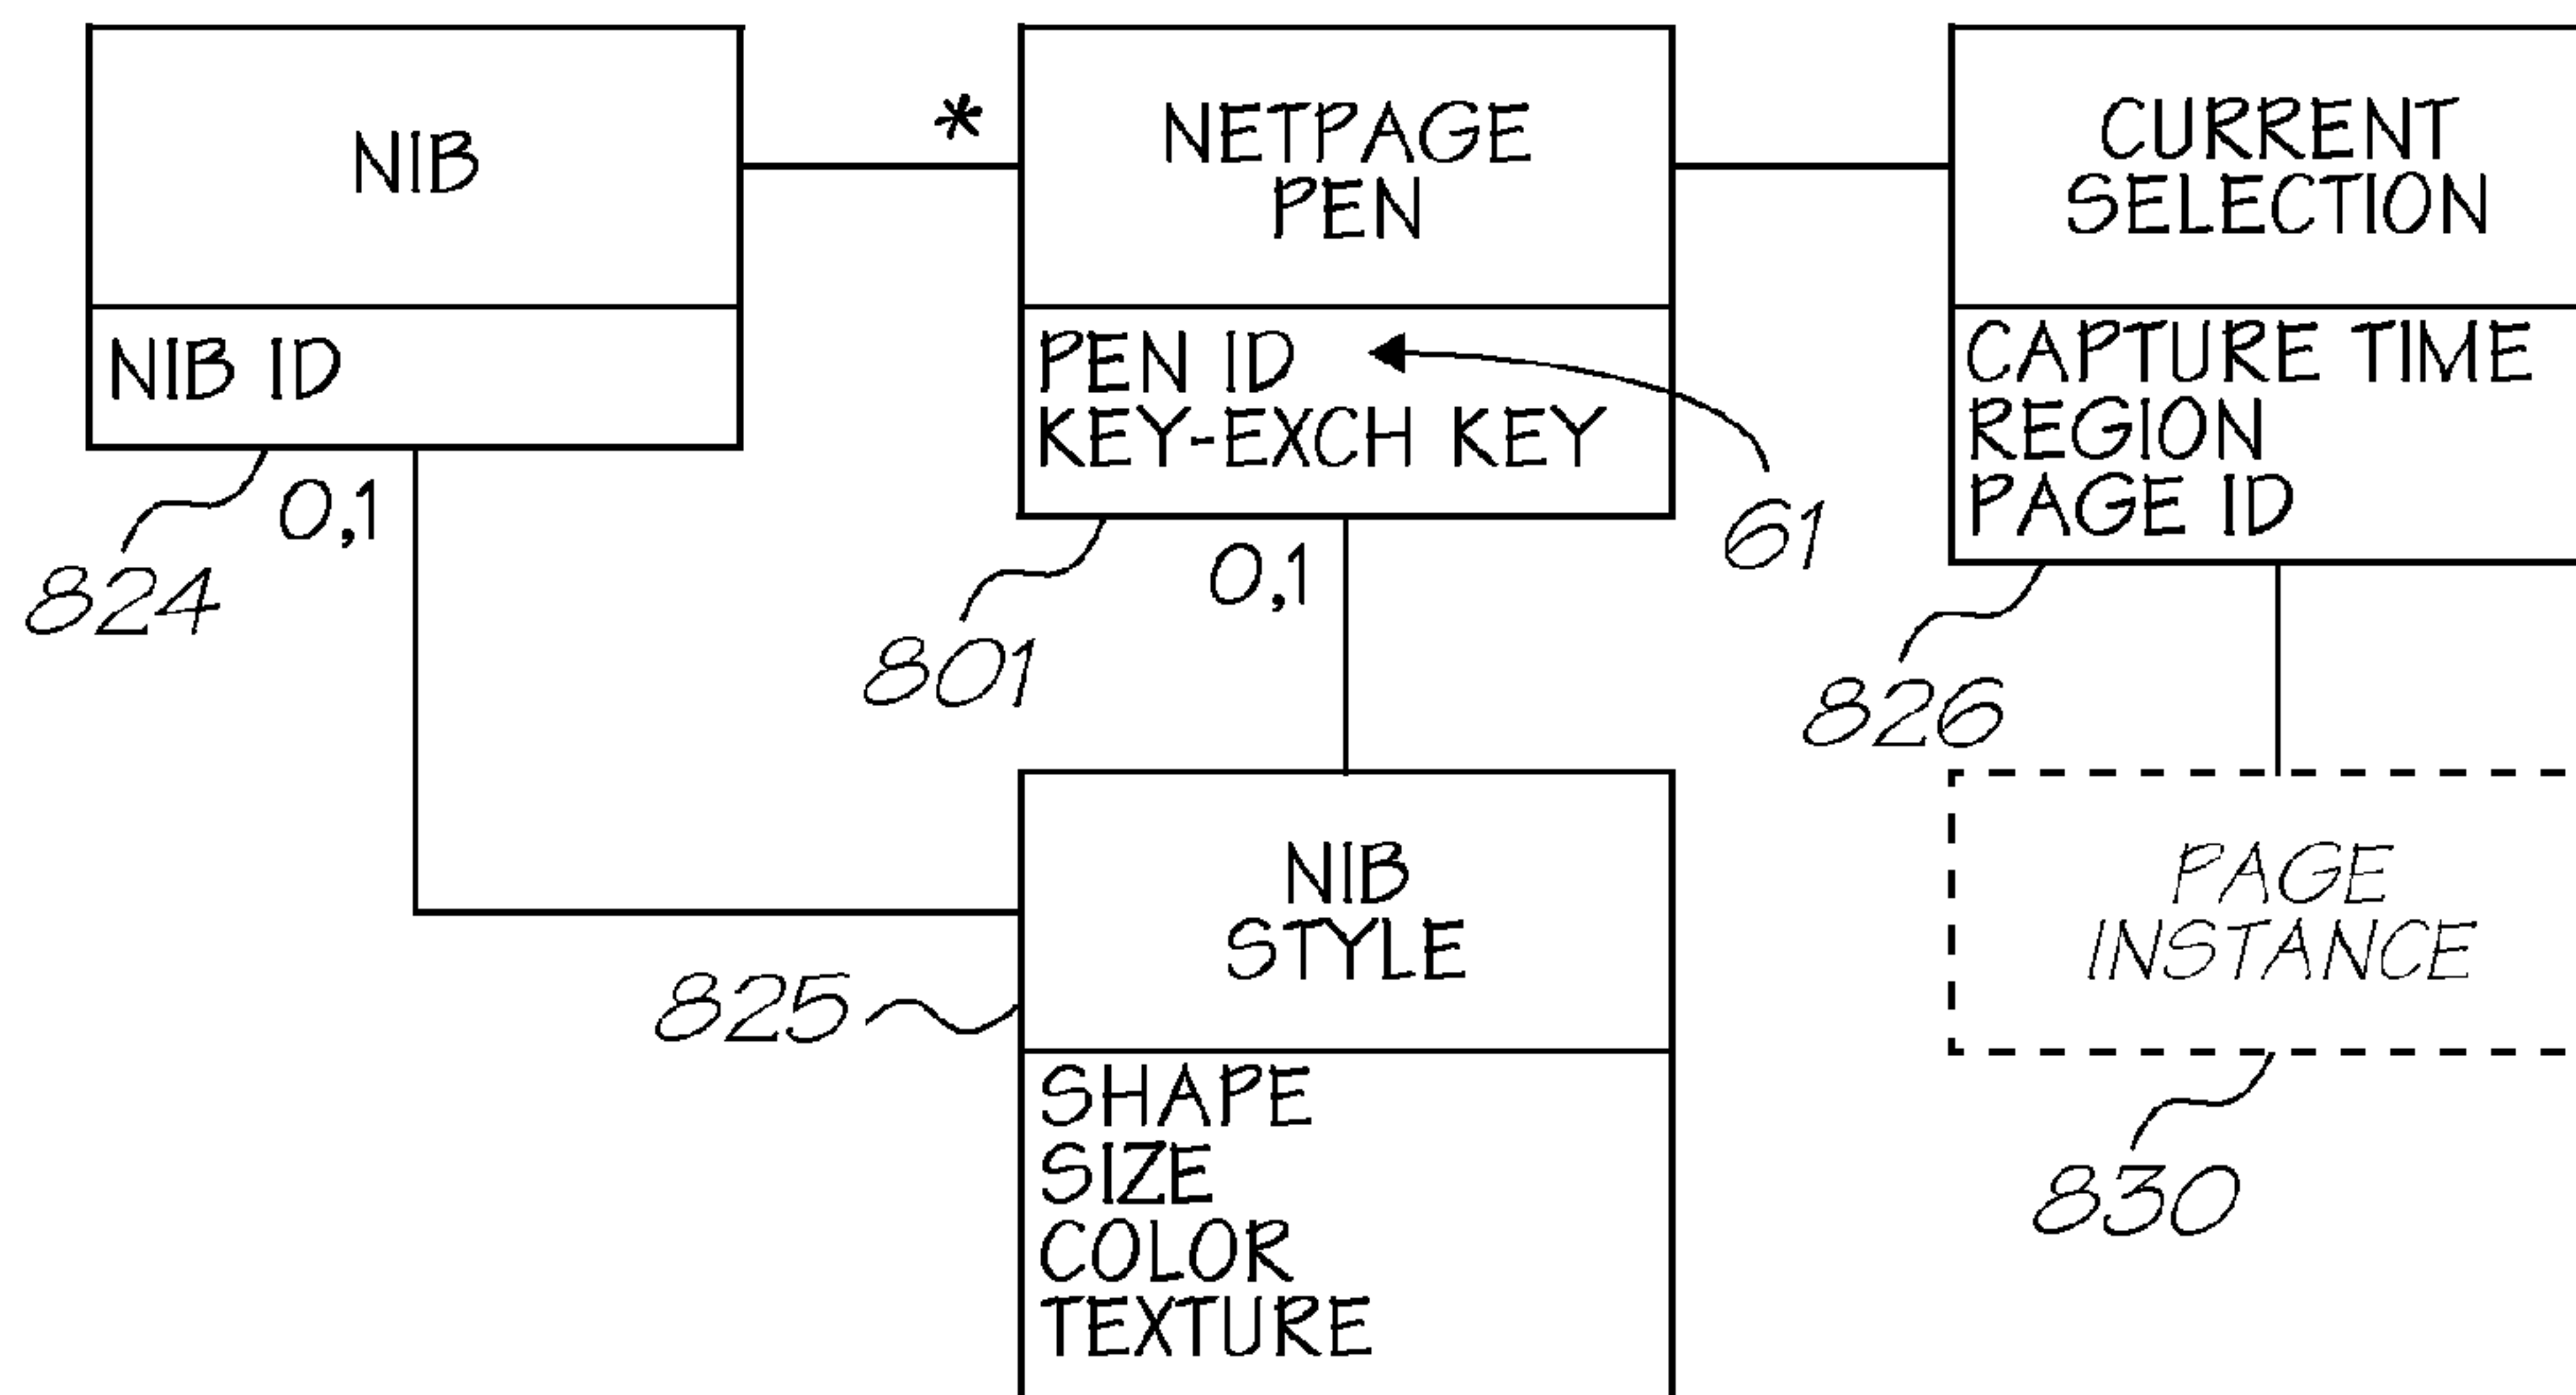 NIB
*
NETPAGE
PEN
CURRENT
SELECTION
NIB ID
PEN ID
KEY-EXCH KEY
CAPTURE TIME
REGION
PAGE ID
824
0,1
801
0,1
61
826
NIB
STYLE
825
PAGE
INSTANCE
SHAPE
SIZE
COLOR
TEXTURE
830